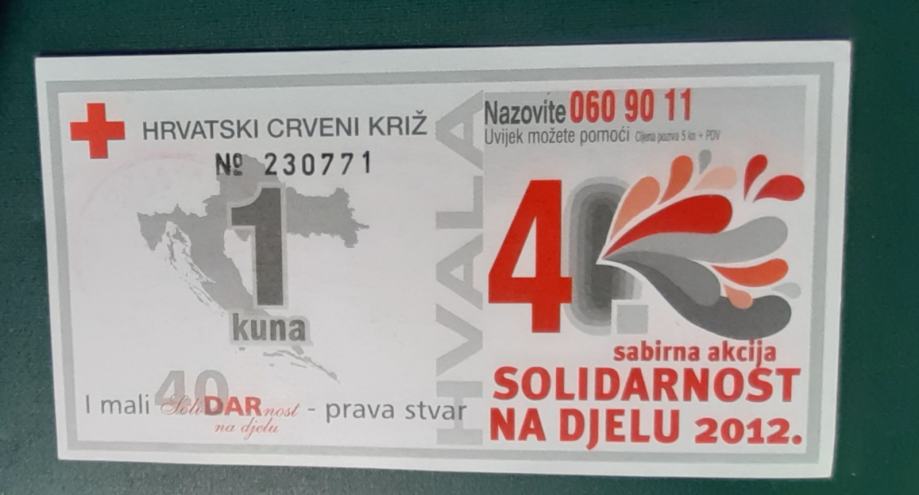 HRVATSKI CRVENI KRIŽ
№ 230771
1
kuna
40
I mali SoliDARnost - prava stvar
na djelu
HVALA
Nazovite 060 90 11
Uvijek možete pomoći Cijena poziva 5 kn + PDV
40.
sabirna akcija
SOLIDARNOST
NA DJELU 2012.